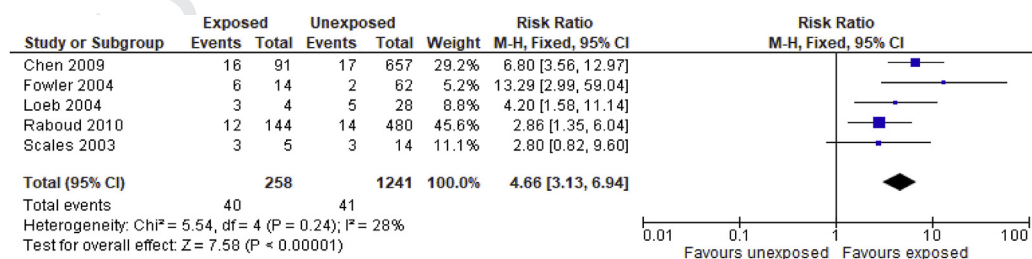 Exposed Unexposed Risk Ratio Risk Ratio
Study or Subgroup Events Total Events Total Weight M-H, Fixed, 95% CI M-H, Fixed, 95% CI
Chen 2009 16 91 17 657 29.2% 6.80 [3.56, 12.97]
Fowler 2004 6 14 2 62 5.2% 13.29 [2.99, 59.04]
Loeb 2004 3 4 5 28 8.8% 4.20 [1.58, 11.14]
Raboud 2010 12 144 14 480 45.6% 2.86 [1.35, 6.04]
Scales 2003 3 5 3 14 11.1% 2.80 [0.82, 9.60]
Total (95% CI) 258 1241 100.0% 4.66 [3.13, 6.94]
Total events 40 41
Heterogeneity: Chi² = 5.54, df = 4 (P = 0.24); I² = 28%
Test for overall effect: Z = 7.58 (P < 0.00001)
0.01 0.1 1 10 100
Favours unexposed Favours exposed